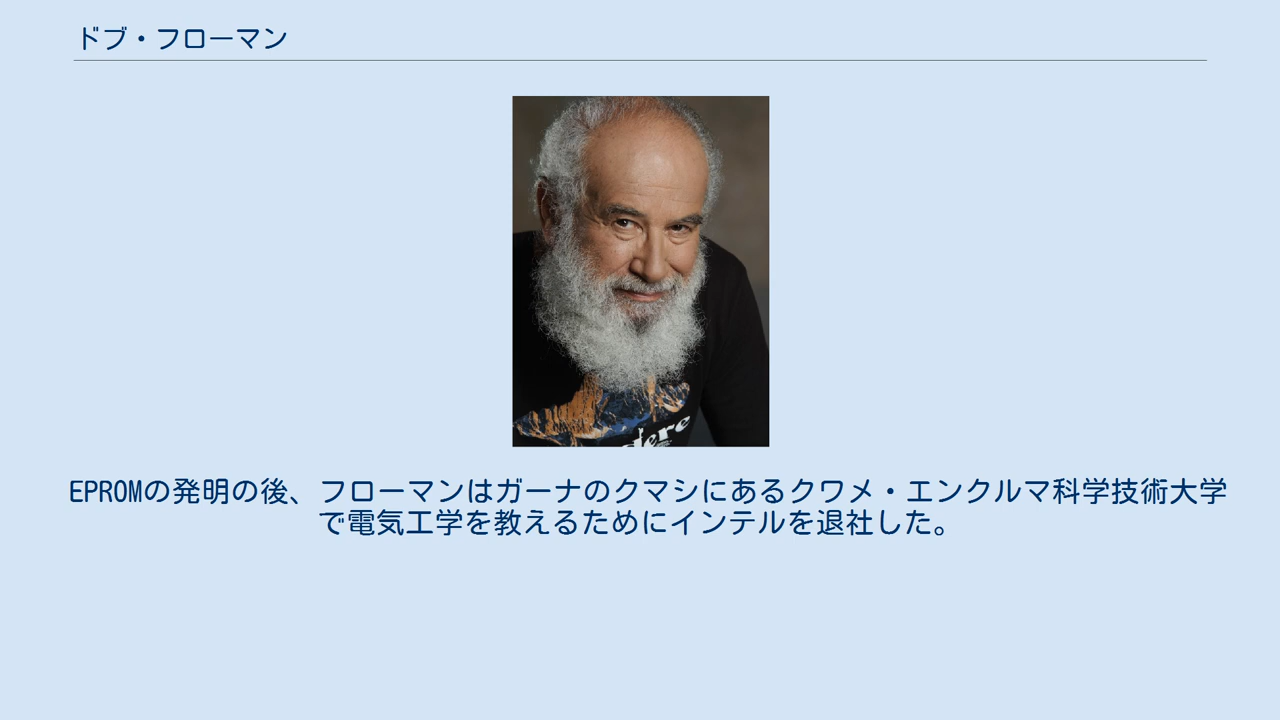 ドブ・フローマン
EPROMの発明の後、フローマンはガーナのクマシにあるクワメ・エンクルマ科学技術大学
で電気工学を教えるためにインテルを退社した。